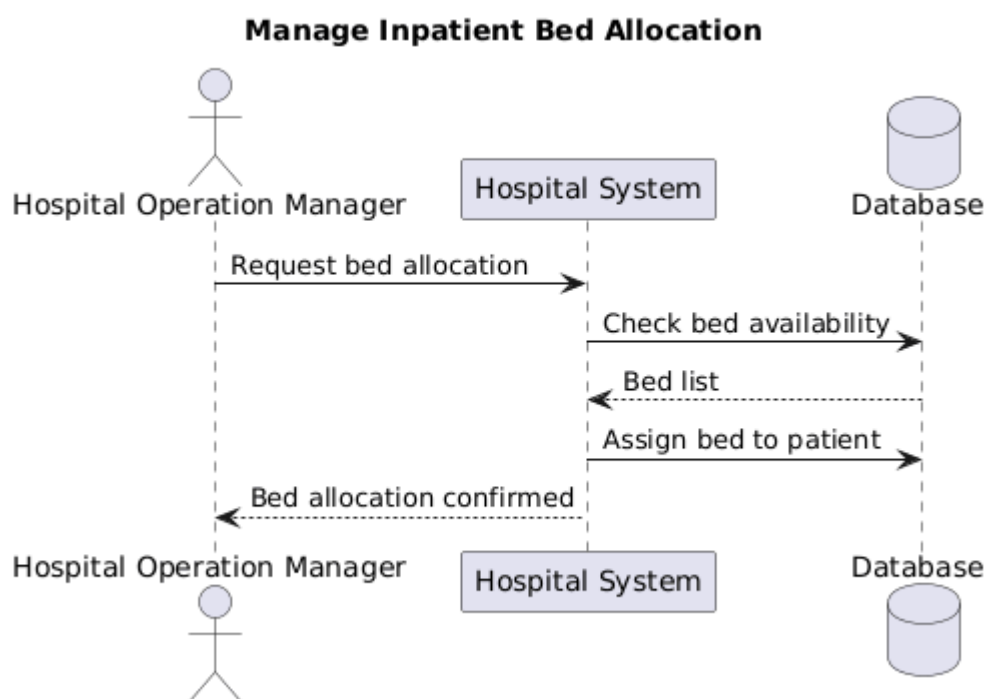 Manage Inpatient Bed Allocation
Hospital Operation Manager
Hospital System
Database
Request bed allocation
Check bed availability
Bed list
Assign bed to patient
Bed allocation confirmed
Hospital Operation Manager
Hospital System
Database